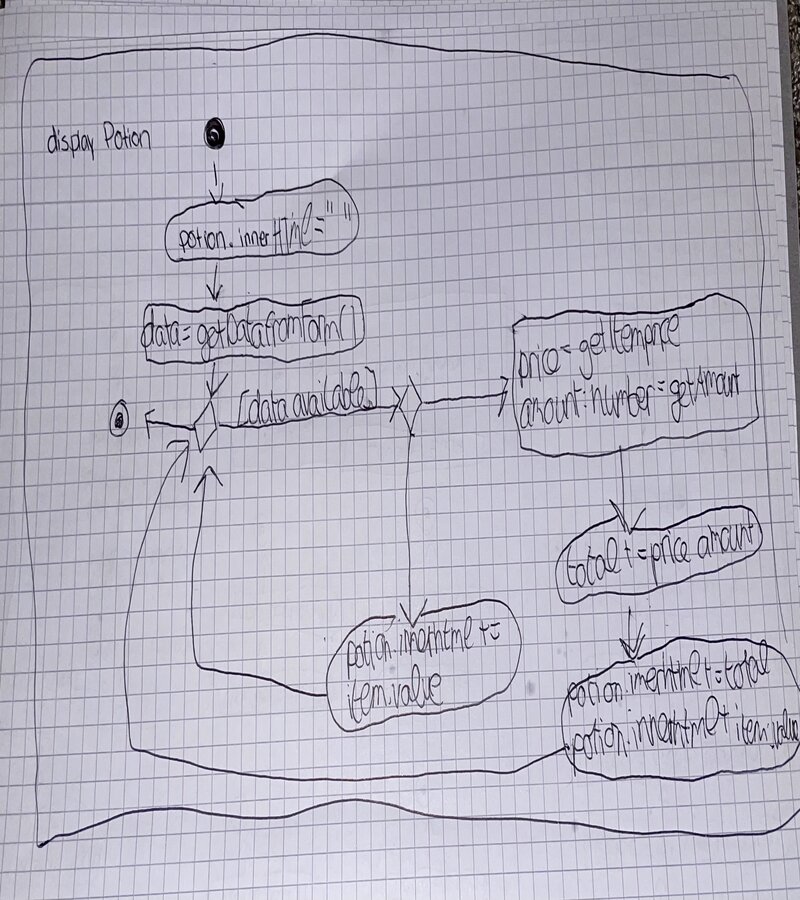 display Potion
potion.innerHTML=" "
data=getDatafromForm()
[data available]
price=getItemprice
amount:number=getAmount
total+=price amount
potion.innerhtml+=
item.value
potion.innerhtml+=total
potion.innerhtml+ item.value